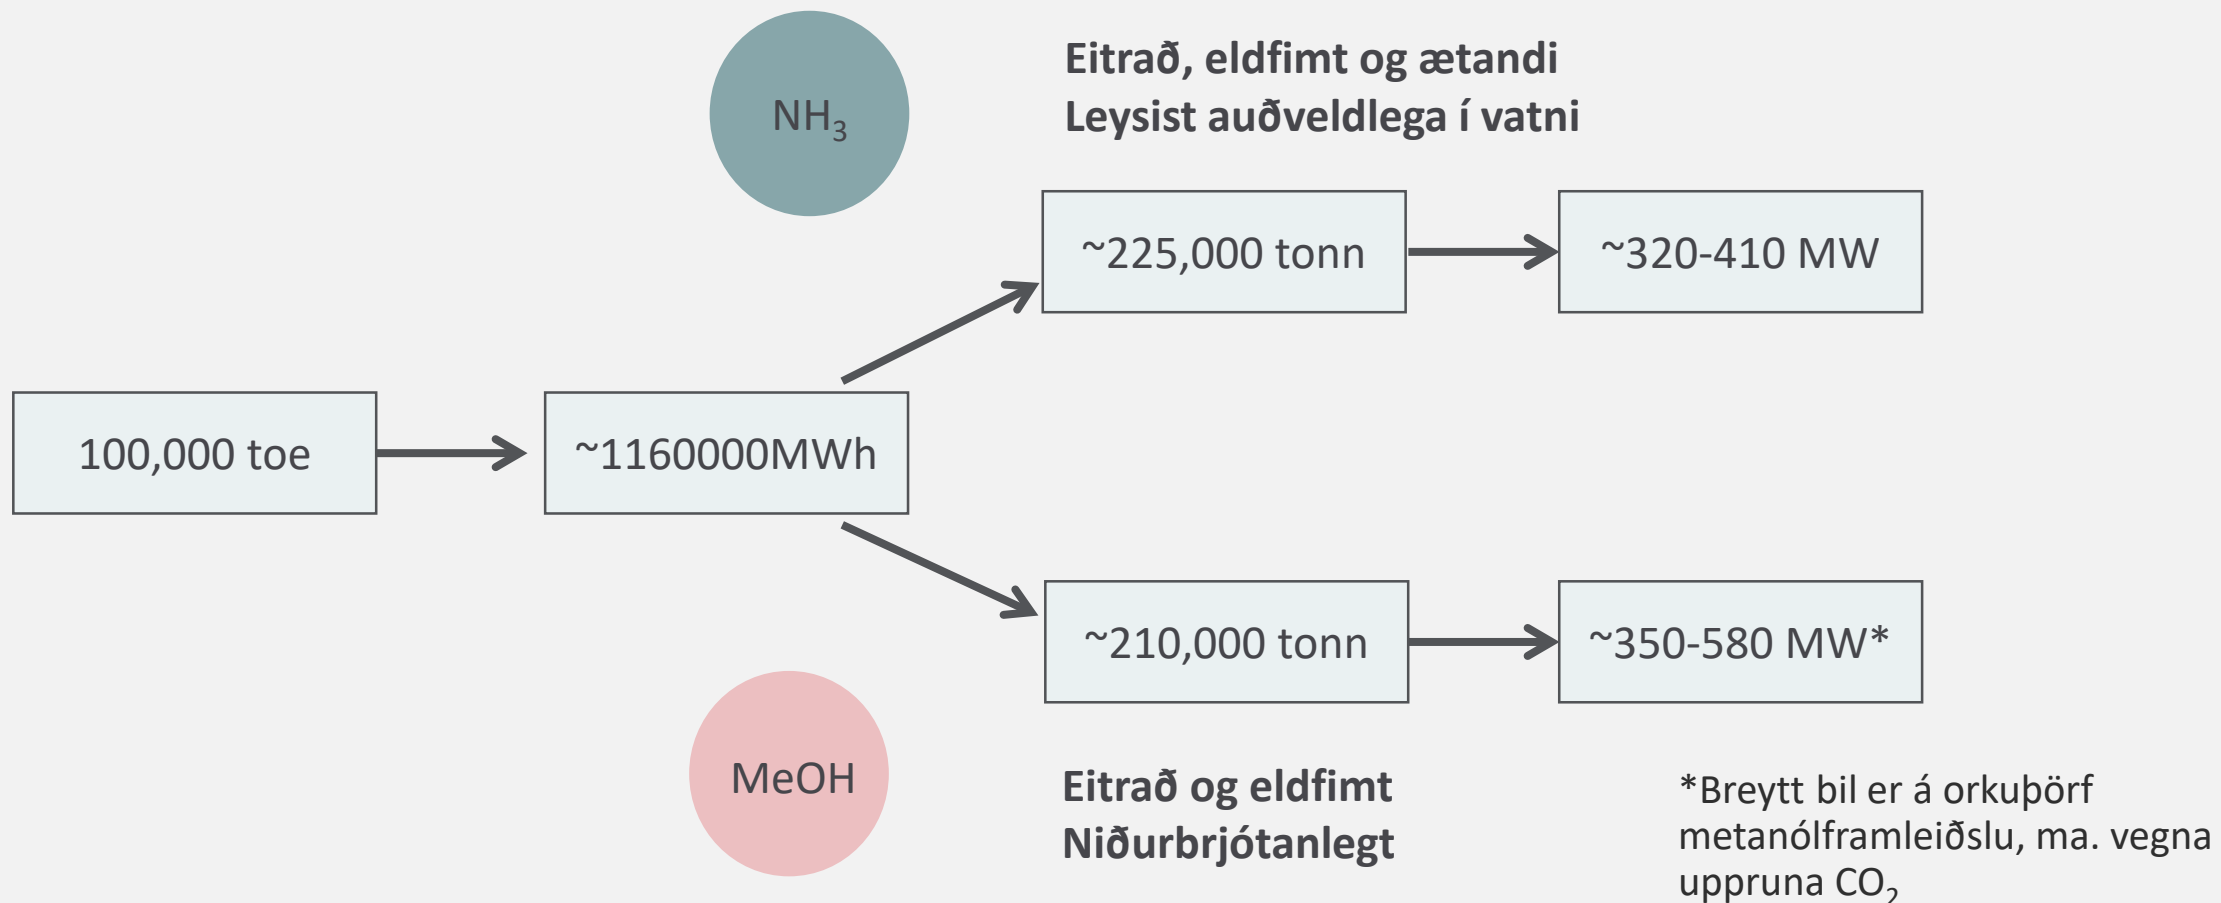 NH₃
Eitrað, eldfimt og ætandi
Leysist auðveldlega í vatni
~225,000 tonn
~320-410 MW
100,000 toe
~1160000MWh
~210,000 tonn
~350-580 MW*
MeOH
Eitrað og eldfimt
Niðurbrjótanlegt
*Breytt bil er á orkuþörf
metanólframleiðslu, ma. vegna
uppruna CO₂